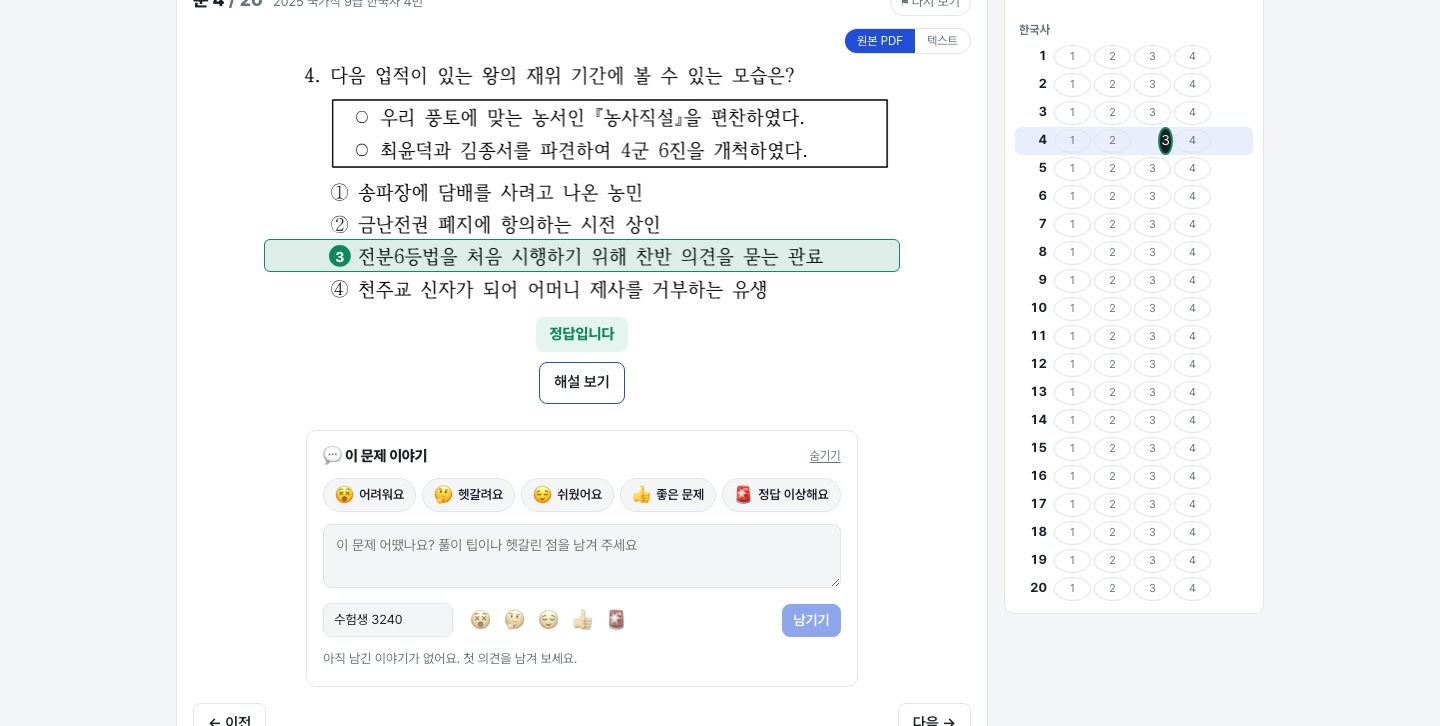 문 4 / 20 2025 국가직 9급 한국사 4번
다시 보기
원본 PDF 텍스트
4. 다음 업적이 있는 왕의 재위 기간에 볼 수 있는 모습은?
○ 우리 풍토에 맞는 농서인 『농사직설』을 편찬하였다.
○ 최윤덕과 김종서를 파견하여 4군 6진을 개척하였다.
① 송파장에 담배를 사려고 나온 농민
② 금난전권 폐지에 항의하는 시전 상인
3 전분6등법을 처음 시행하기 위해 찬반 의견을 묻는 관료
④ 천주교 신자가 되어 어머니 제사를 거부하는 유생
정답입니다
해설 보기
💬 이 문제 이야기 숨기기
😵 어려워요 🤔 헷갈려요 😌 쉬웠어요 👍 좋은 문제 🚨 정답 이상해요
이 문제 어땠나요? 풀이 팁이나 헷갈린 점을 남겨 주세요
수험생 3240 😵 🤔 😌 👍 🚨 남기기
아직 남긴 이야기가 없어요. 첫 의견을 남겨 보세요.
← 이전 다음 →
한국사
1 1 2 3 4
2 1 2 3 4
3 1 2 3 4
4 1 2 3 4
5 1 2 3 4
6 1 2 3 4
7 1 2 3 4
8 1 2 3 4
9 1 2 3 4
10 1 2 3 4
11 1 2 3 4
12 1 2 3 4
13 1 2 3 4
14 1 2 3 4
15 1 2 3 4
16 1 2 3 4
17 1 2 3 4
18 1 2 3 4
19 1 2 3 4
20 1 2 3 4